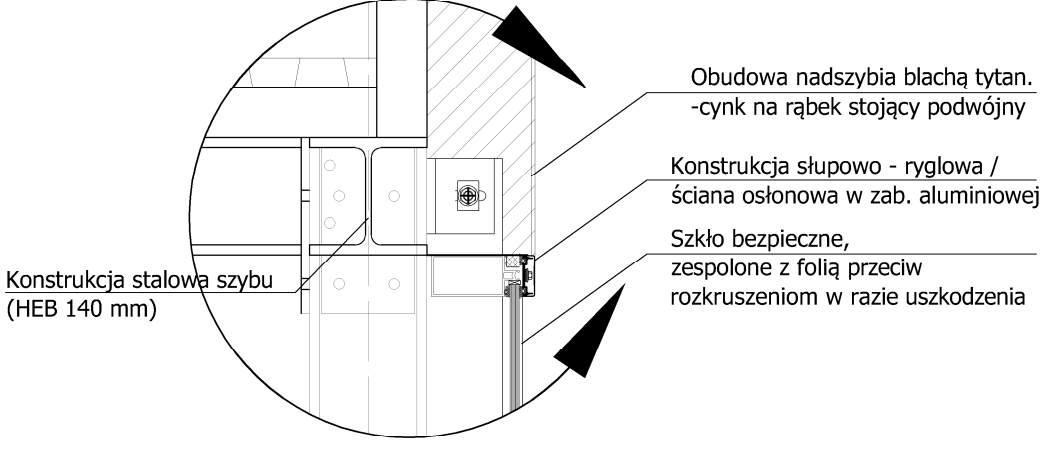 Obudowa nadszybia blachą tytan.
-cynk na rąbek stojący podwójny
Konstrukcja słupowo - ryglowa /
ściana osłonowa w zab. aluminiowej
Szkło bezpieczne,
zespolone z folią przeciw
rozkruszeniom w razie uszkodzenia
Konstrukcja stalowa szybu
(HEB 140 mm)